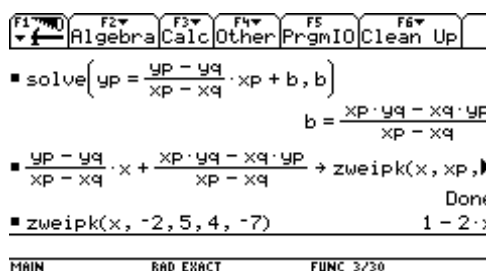 F1 F2▾ F3▾ F4▾ F5 F6▾
Algebra Calc Other PrgmIO Clean Up
▪ solve(yp = (yp − yq)/(xp − xq) · xp + b, b)
b = (xp·yq − xq·yp)/(xp − xq)
▪ (yp − yq)/(xp − xq) · x + (xp·yq − xq·yp)/(xp − xq) → zweipk(x, xp, ▸
Done
▪ zweipk(x, -2, 5, 4, -7) 1 − 2·x
MAIN RAD EXACT FUNC 3/30